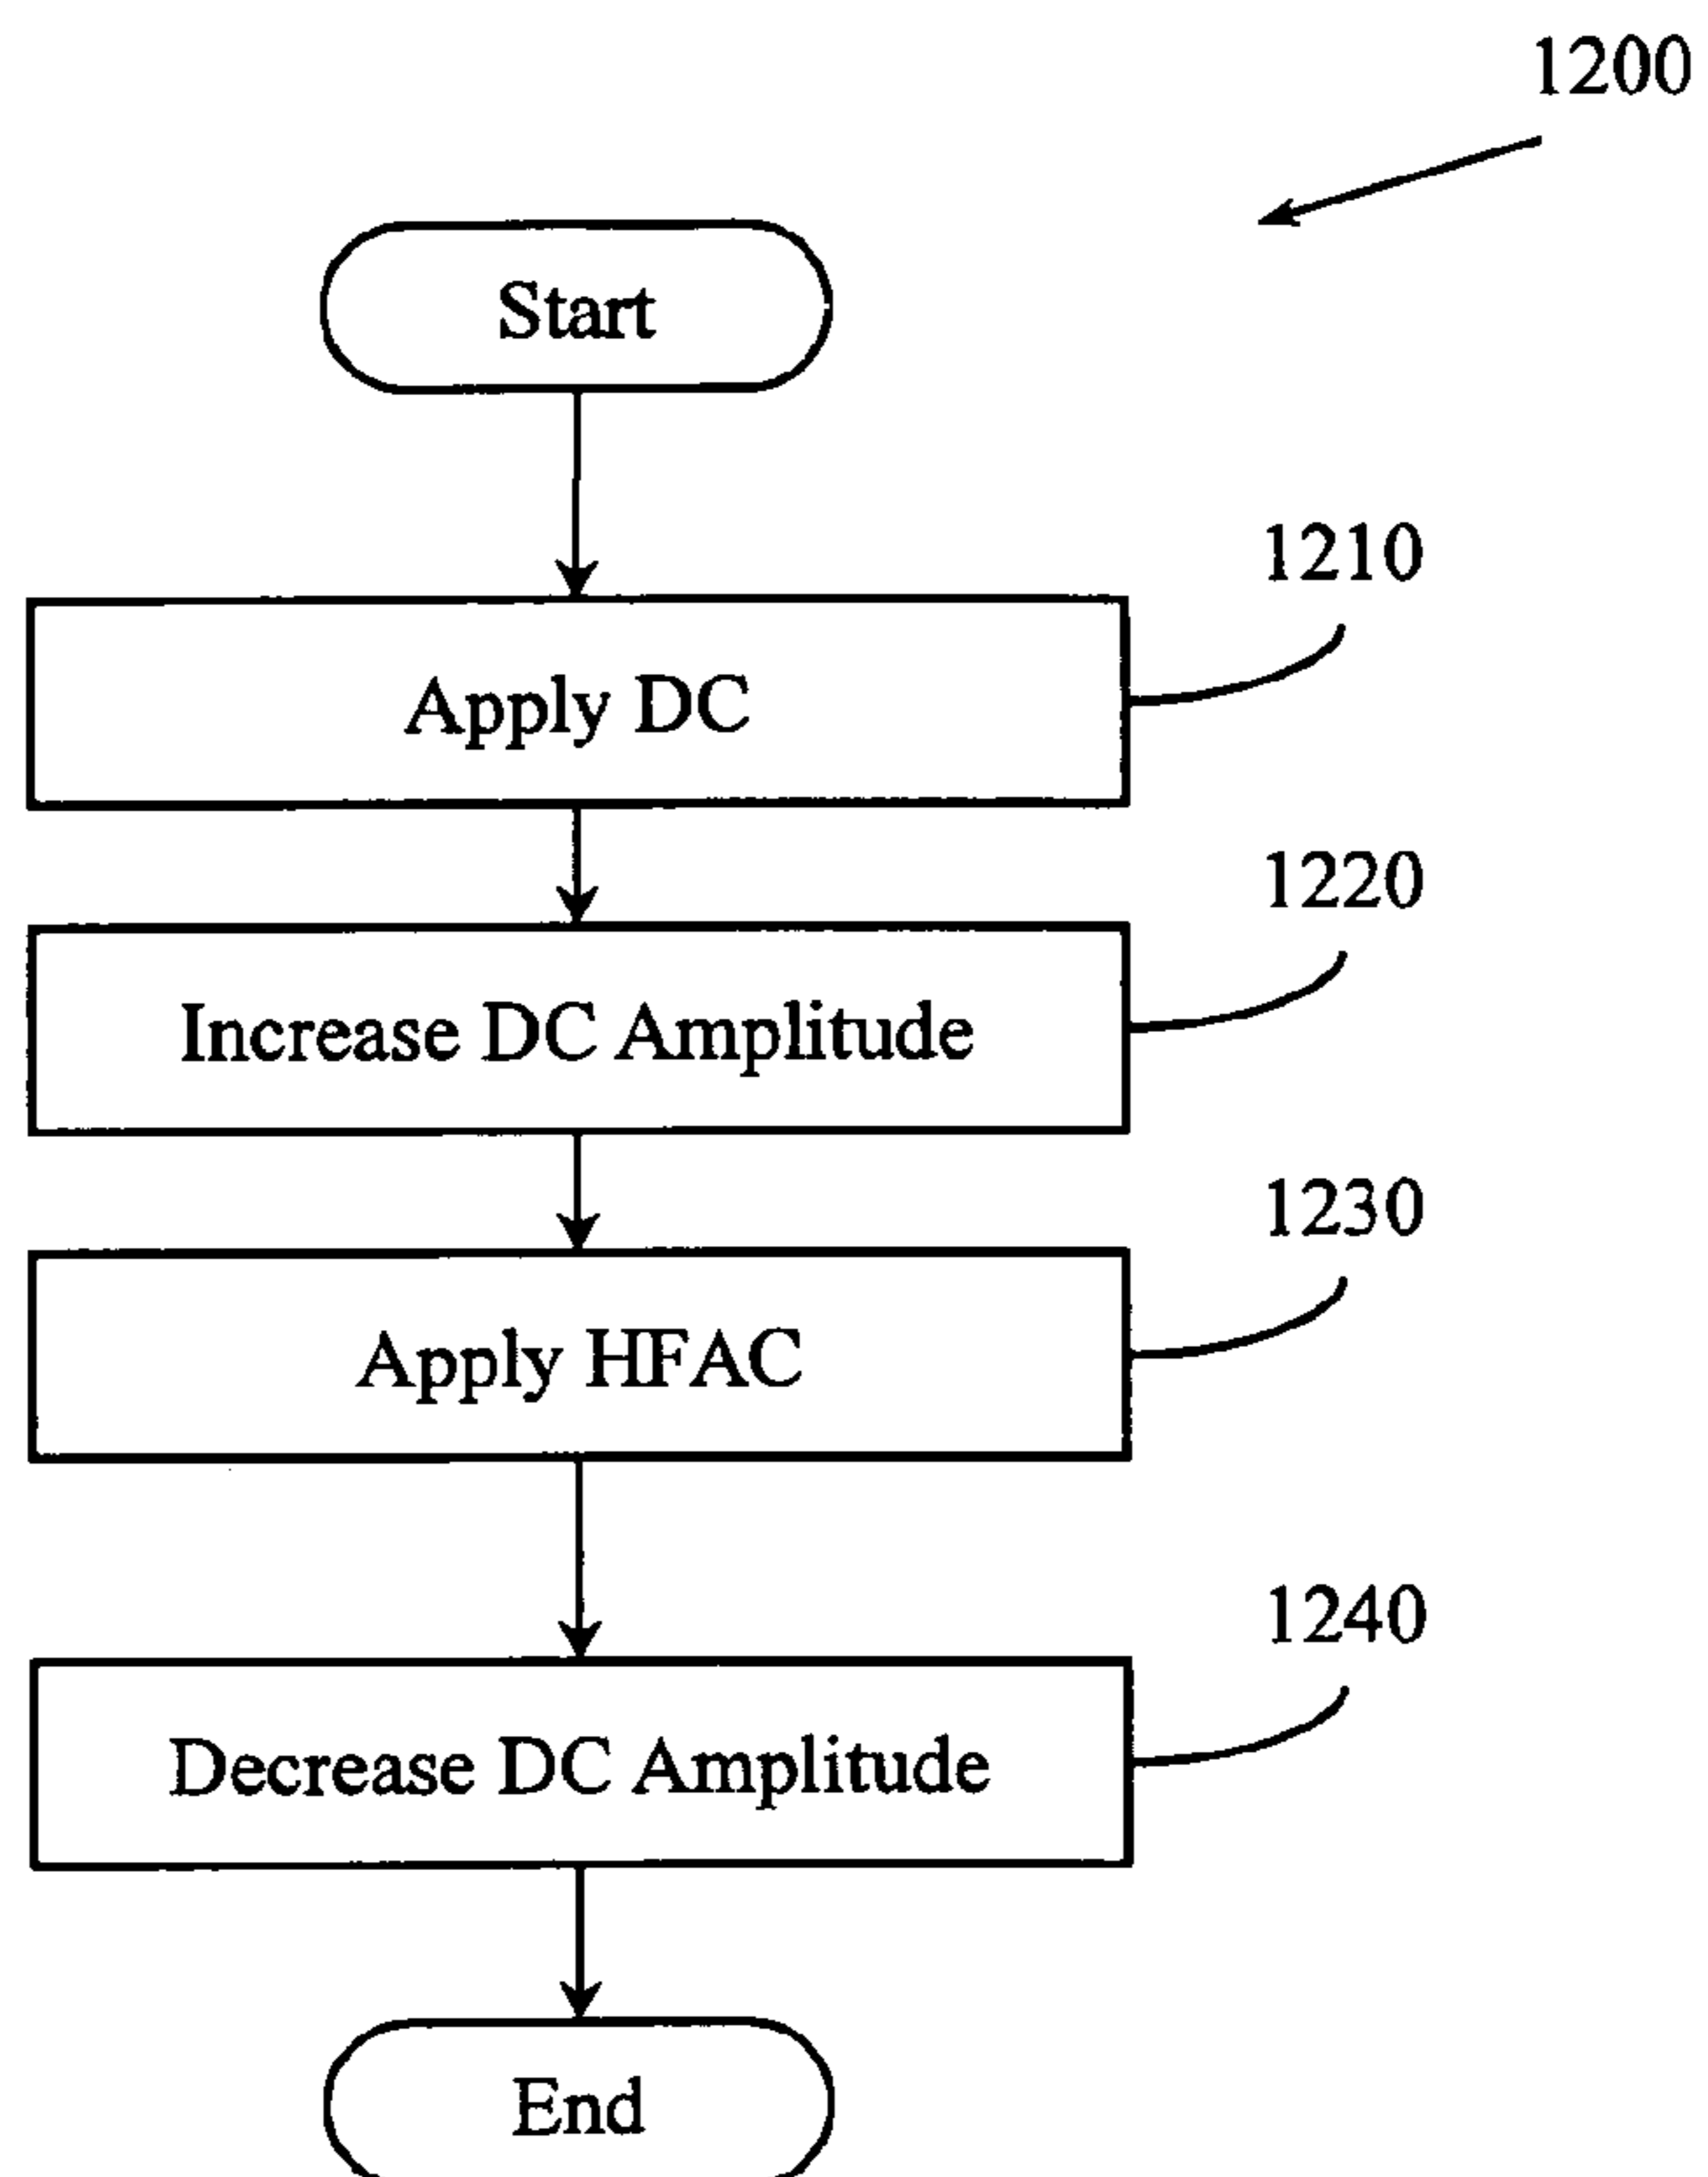 1200
Start
1210
Apply DC
1220
Increase DC Amplitude
1230
Apply HFAC
1240
Decrease DC Amplitude
End